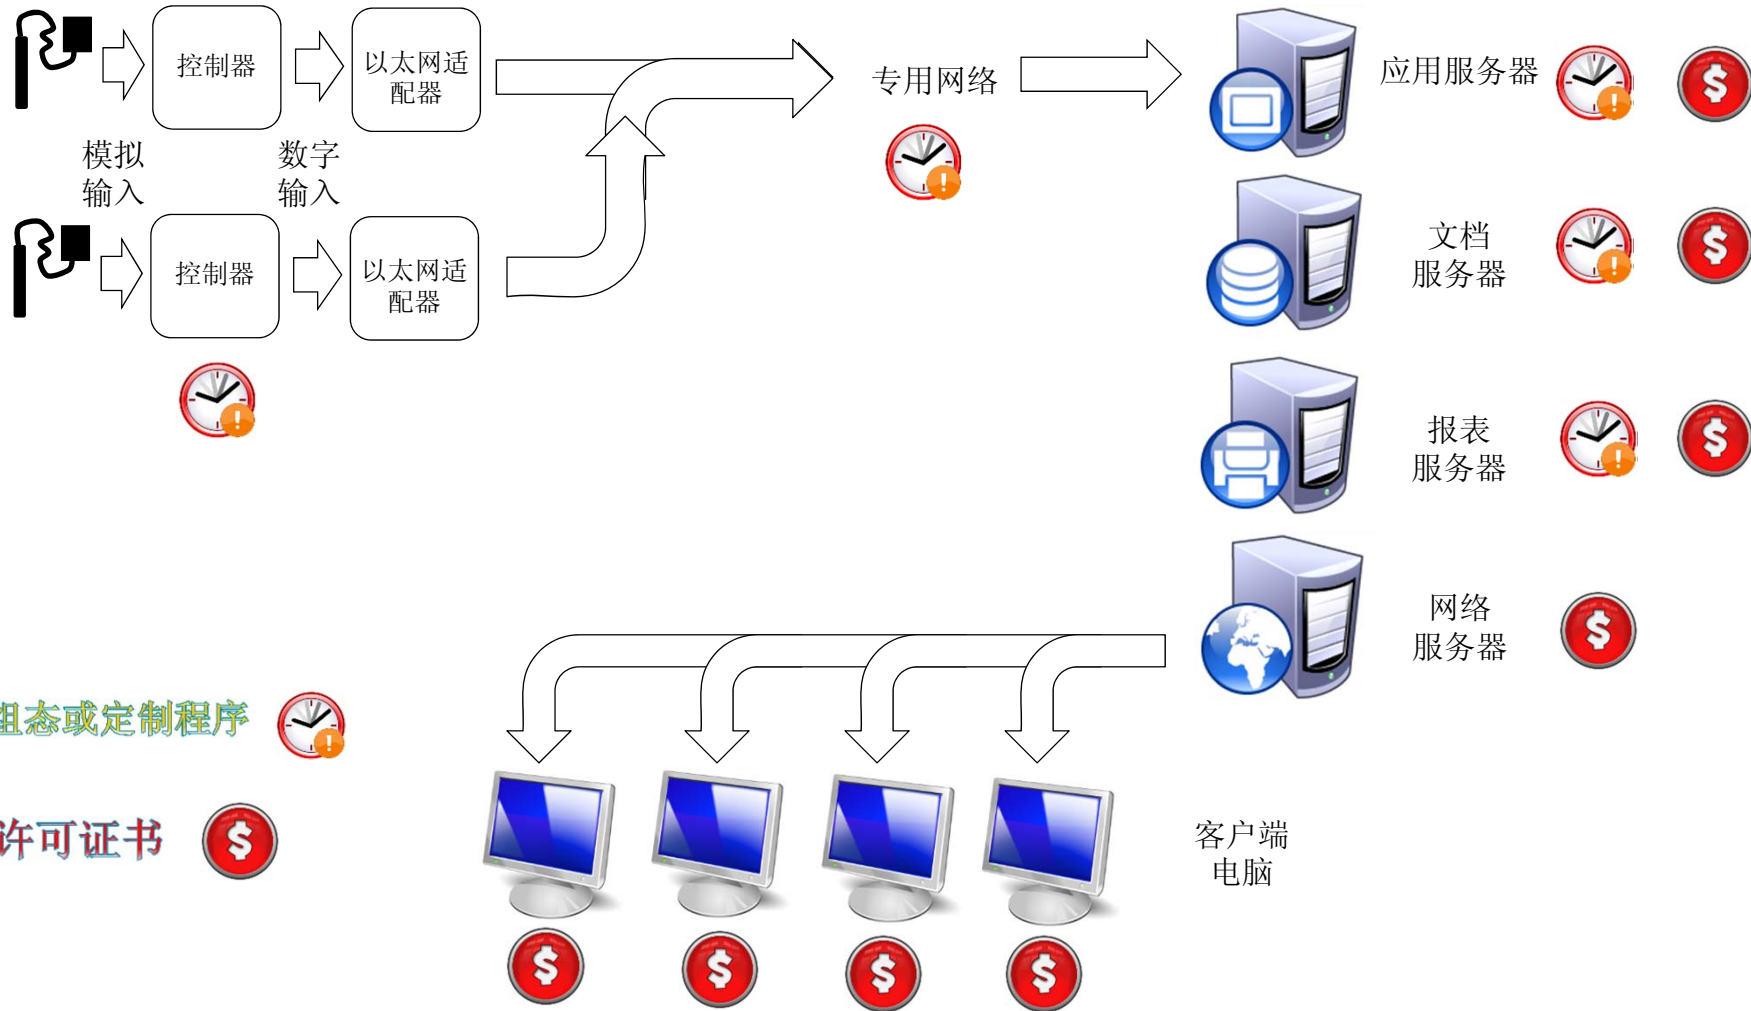 控制器
以太网适
配器
专用网络
应用服务器
模拟
输入
数字
输入
控制器
以太网适
配器
文档
服务器
报表
服务器
网络
服务器
组态或定制程序
许可证书
客户端
电脑